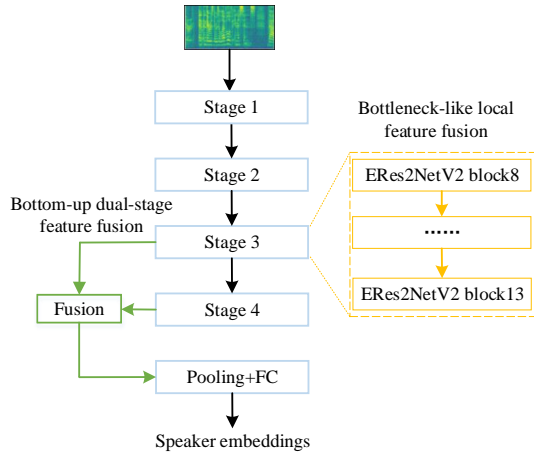 Stage 1
Bottleneck-like local
feature fusion
Stage 2
ERes2NetV2 block8
Bottom-up dual-stage
feature fusion
Stage 3
......
Fusion
Stage 4
ERes2NetV2 block13
Pooling+FC
Speaker embeddings